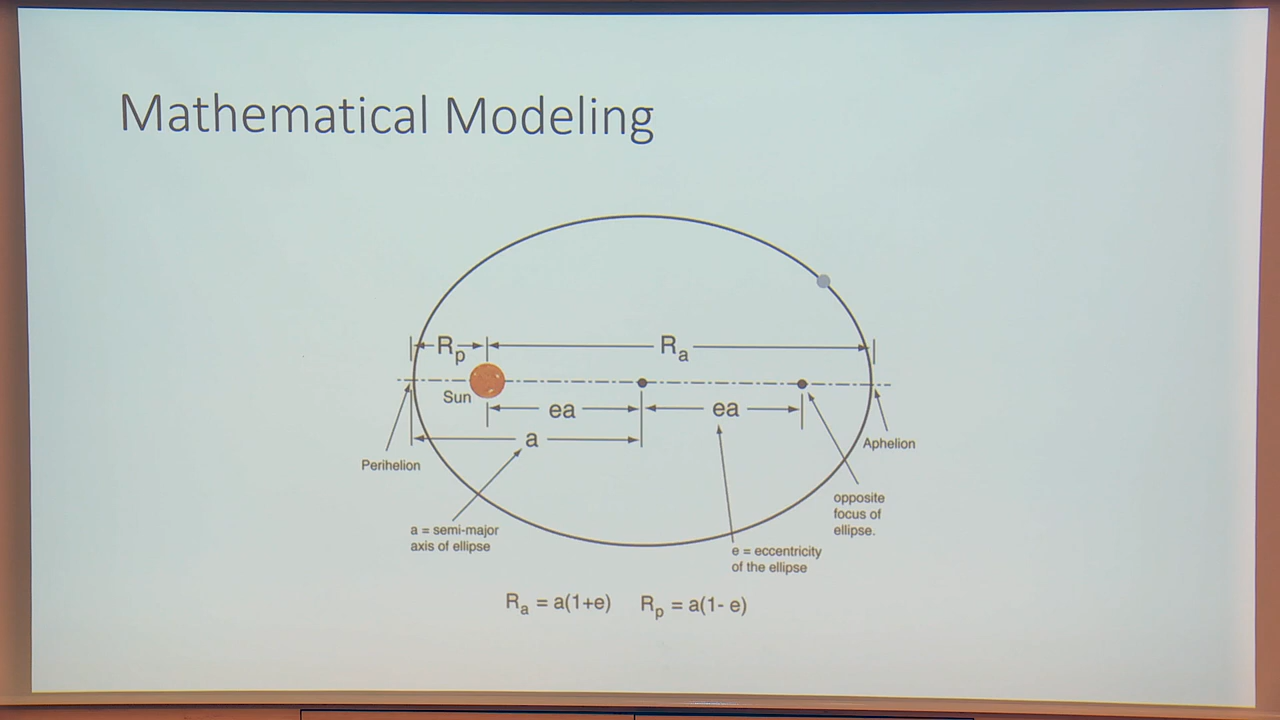 Mathematical Modeling
Rp
Ra
Sun
ea
ea
a
Perihelion
Aphelion
a = semi-major
axis of ellipse
opposite
focus of
ellipse.
e = eccentricity
of the ellipse
Ra = a(1+e) Rp = a(1- e)